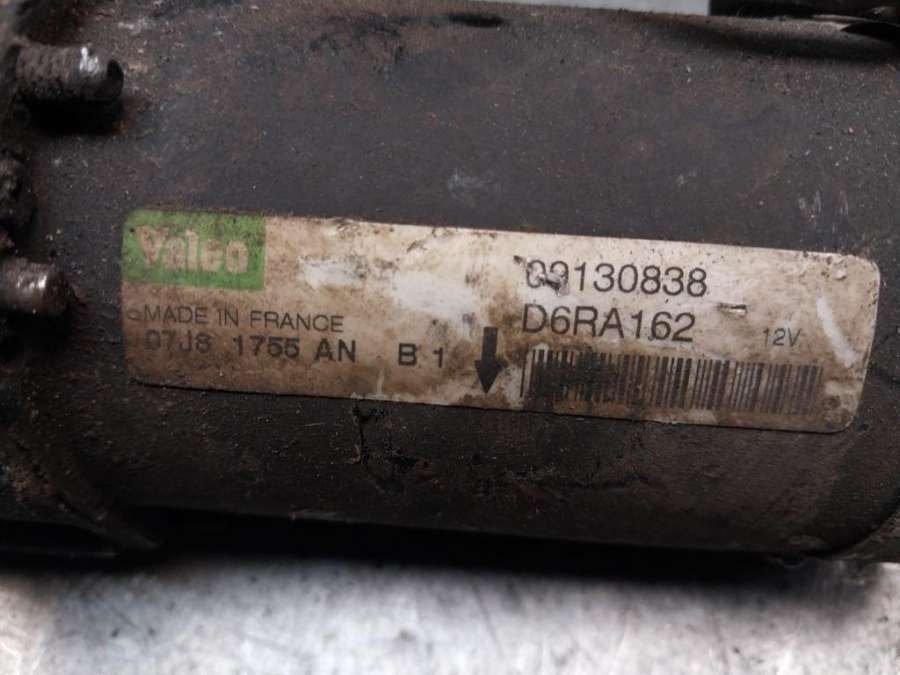 Valeo
09130838
MADE IN FRANCE
D6RA162
12V
07J8 1755 AN B 1